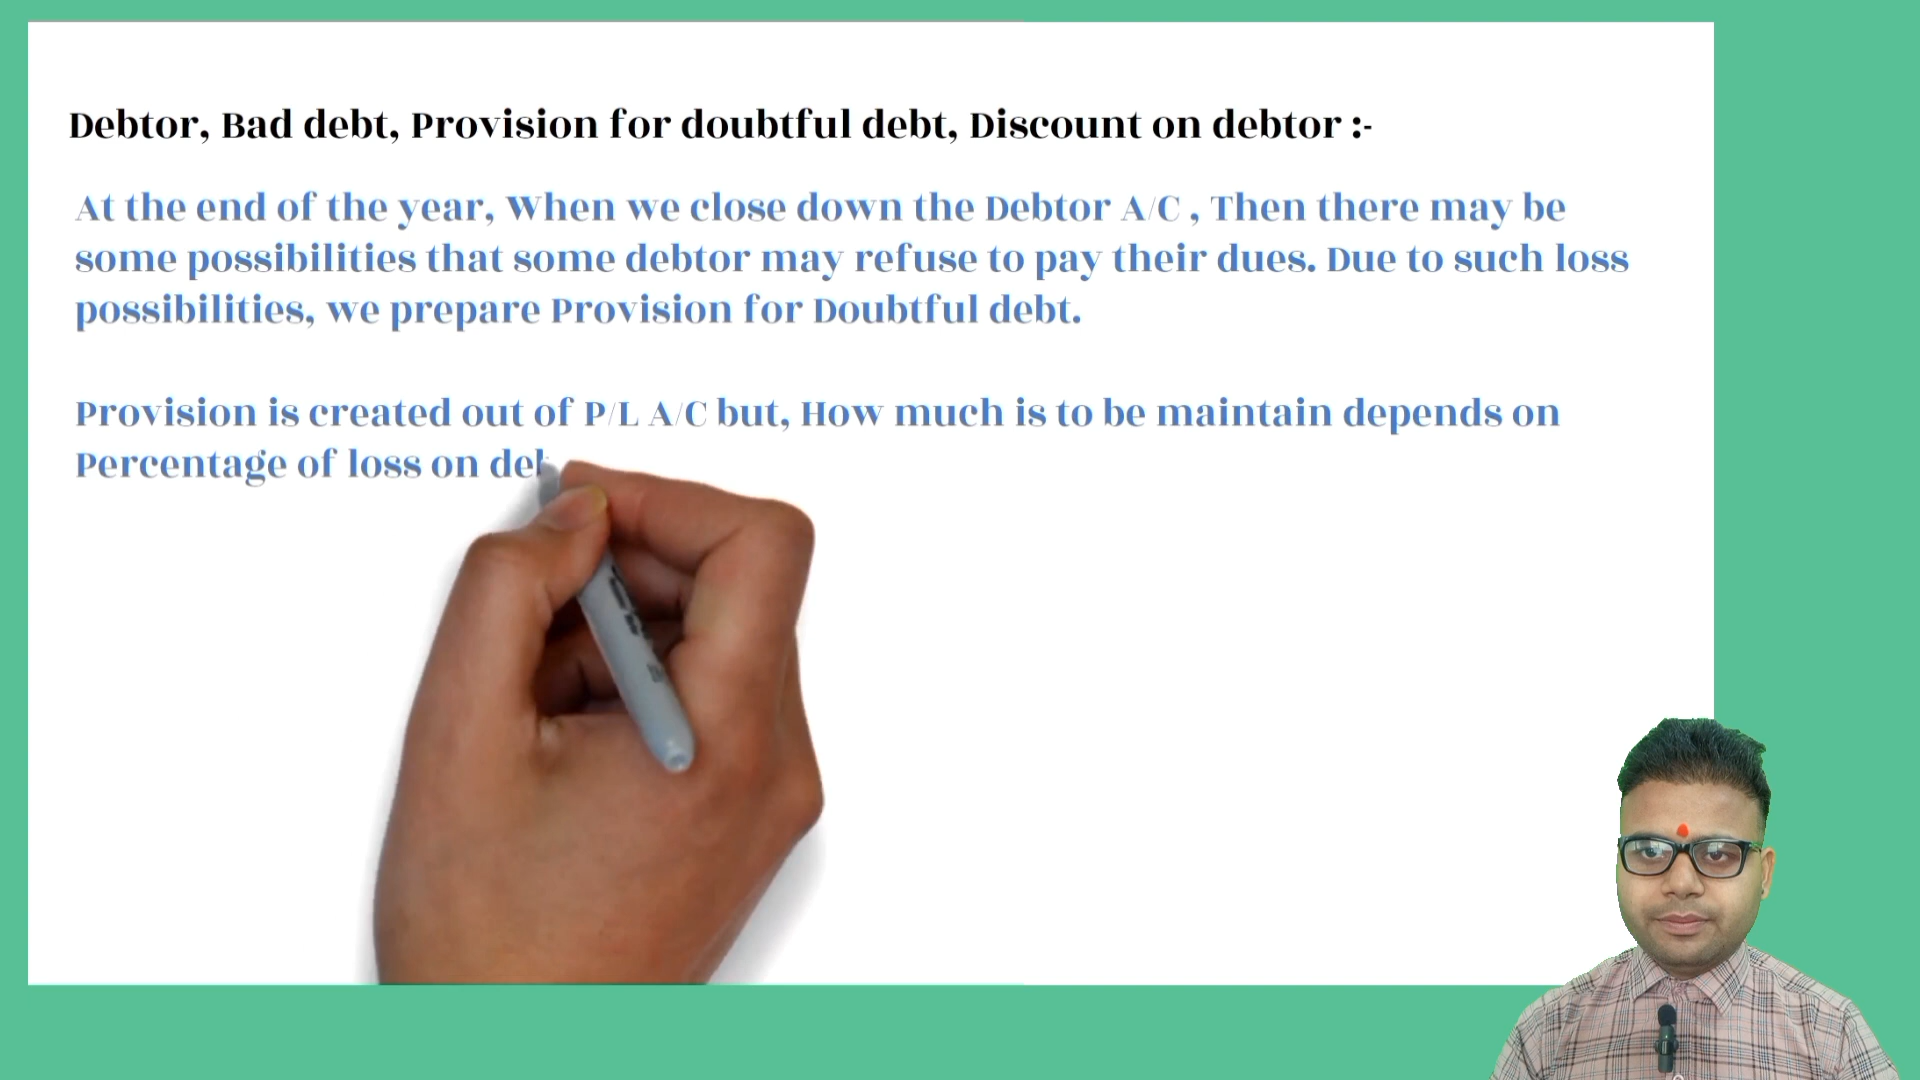 Debtor, Bad debt, Provision for doubtful debt, Discount on debtor :-
At the end of the year, When we close down the Debtor A/C , Then there may be
some possibilities that some debtor may refuse to pay their dues. Due to such loss
possibilities, we prepare Provision for Doubtful debt.
Provision is created out of P/L A/C but, How much is to be maintain depends on
Percentage of loss on